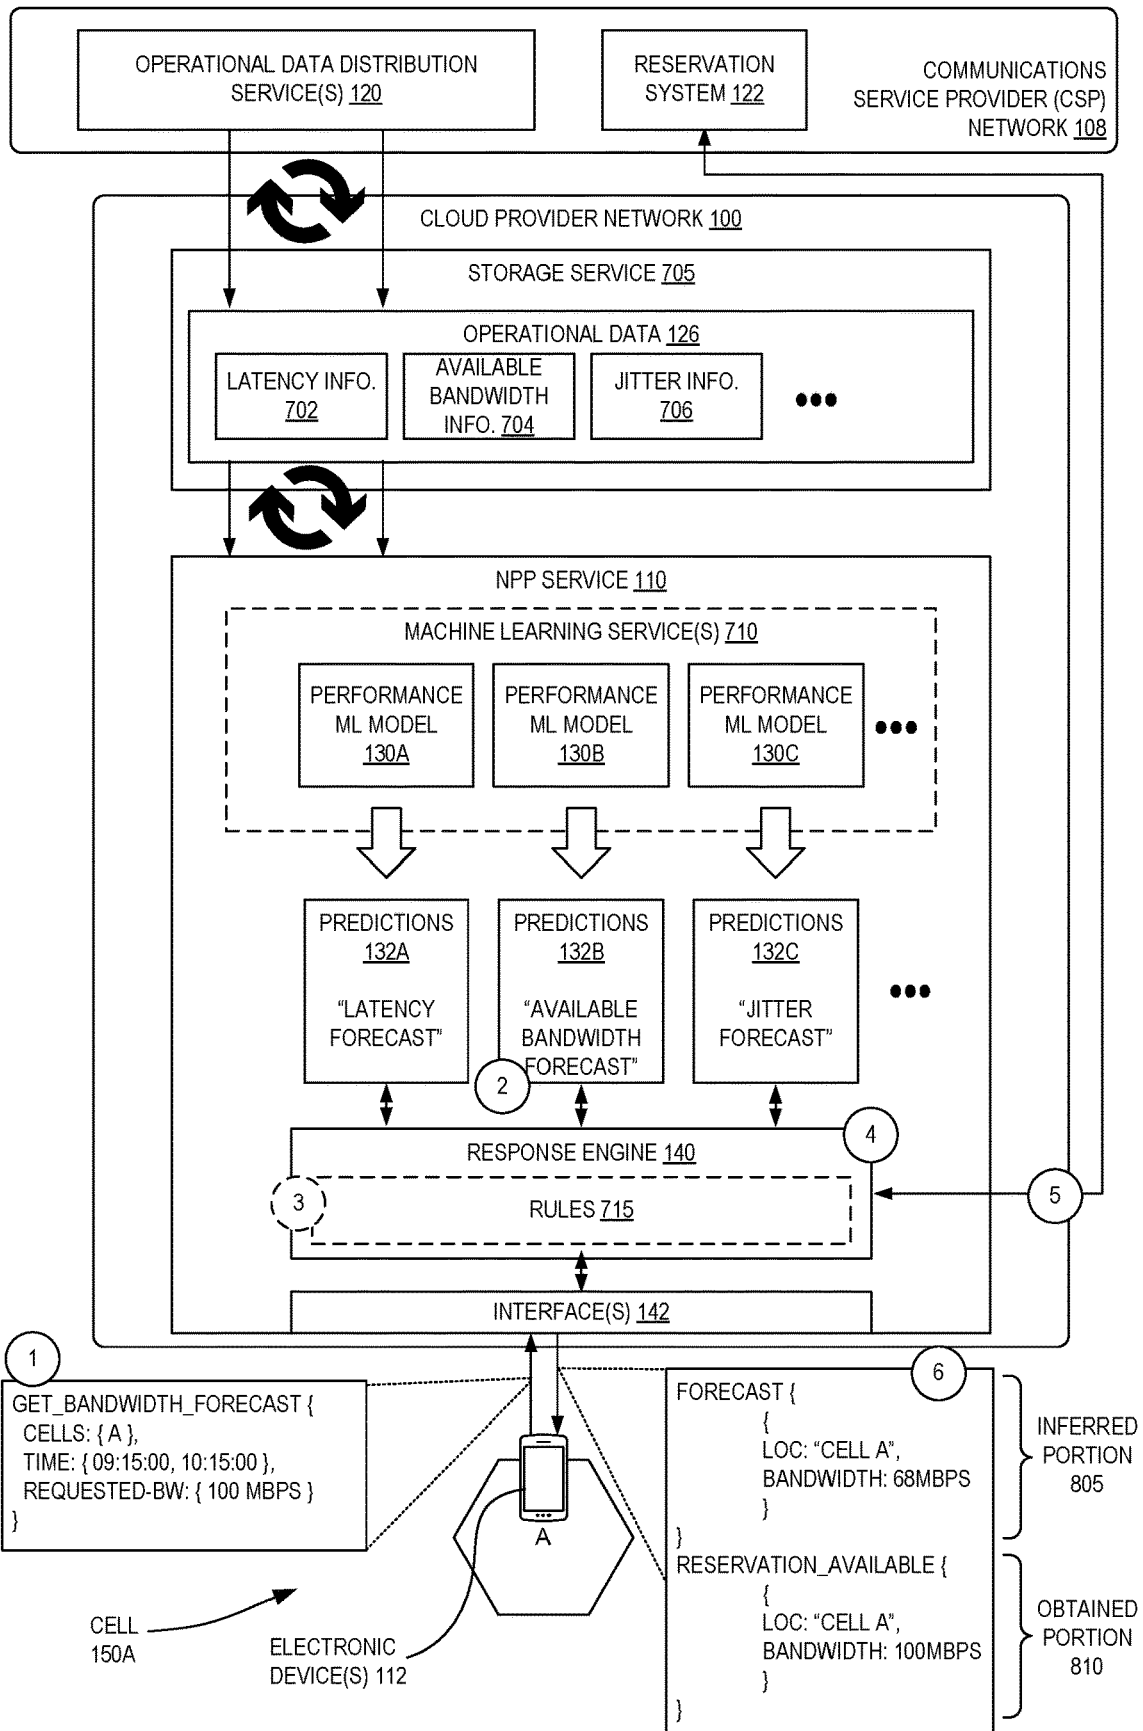 OPERATIONAL DATA DISTRIBUTION
SERVICE(S) 120
RESERVATION
SYSTEM 122
COMMUNICATIONS
SERVICE PROVIDER (CSP)
NETWORK 108
CLOUD PROVIDER NETWORK 100
STORAGE SERVICE 705
OPERATIONAL DATA 126
LATENCY INFO.
702
AVAILABLE
BANDWIDTH
INFO. 704
JITTER INFO.
706
NPP SERVICE 110
MACHINE LEARNING SERVICE(S) 710
PERFORMANCE
ML MODEL
130A
PERFORMANCE
ML MODEL
130B
PERFORMANCE
ML MODEL
130C
PREDICTIONS
132A
"LATENCY
FORECAST"
PREDICTIONS
132B
"AVAILABLE
BANDWIDTH
FORECAST"
PREDICTIONS
132C
"JITTER
FORECAST"
2
4
RESPONSE ENGINE 140
3
RULES 715
5
INTERFACE(S) 142
1
GET_BANDWIDTH_FORECAST {
CELLS: { A },
TIME: { 09:15:00, 10:15:00 },
REQUESTED-BW: { 100 MBPS }
}
A
CELL
150A
ELECTRONIC
DEVICE(S) 112
6
FORECAST {
{
LOC: "CELL A",
BANDWIDTH: 68MBPS
}
}
RESERVATION_AVAILABLE {
{
LOC: "CELL A",
BANDWIDTH: 100MBPS
}
}
INFERRED
PORTION
805
OBTAINED
PORTION
810